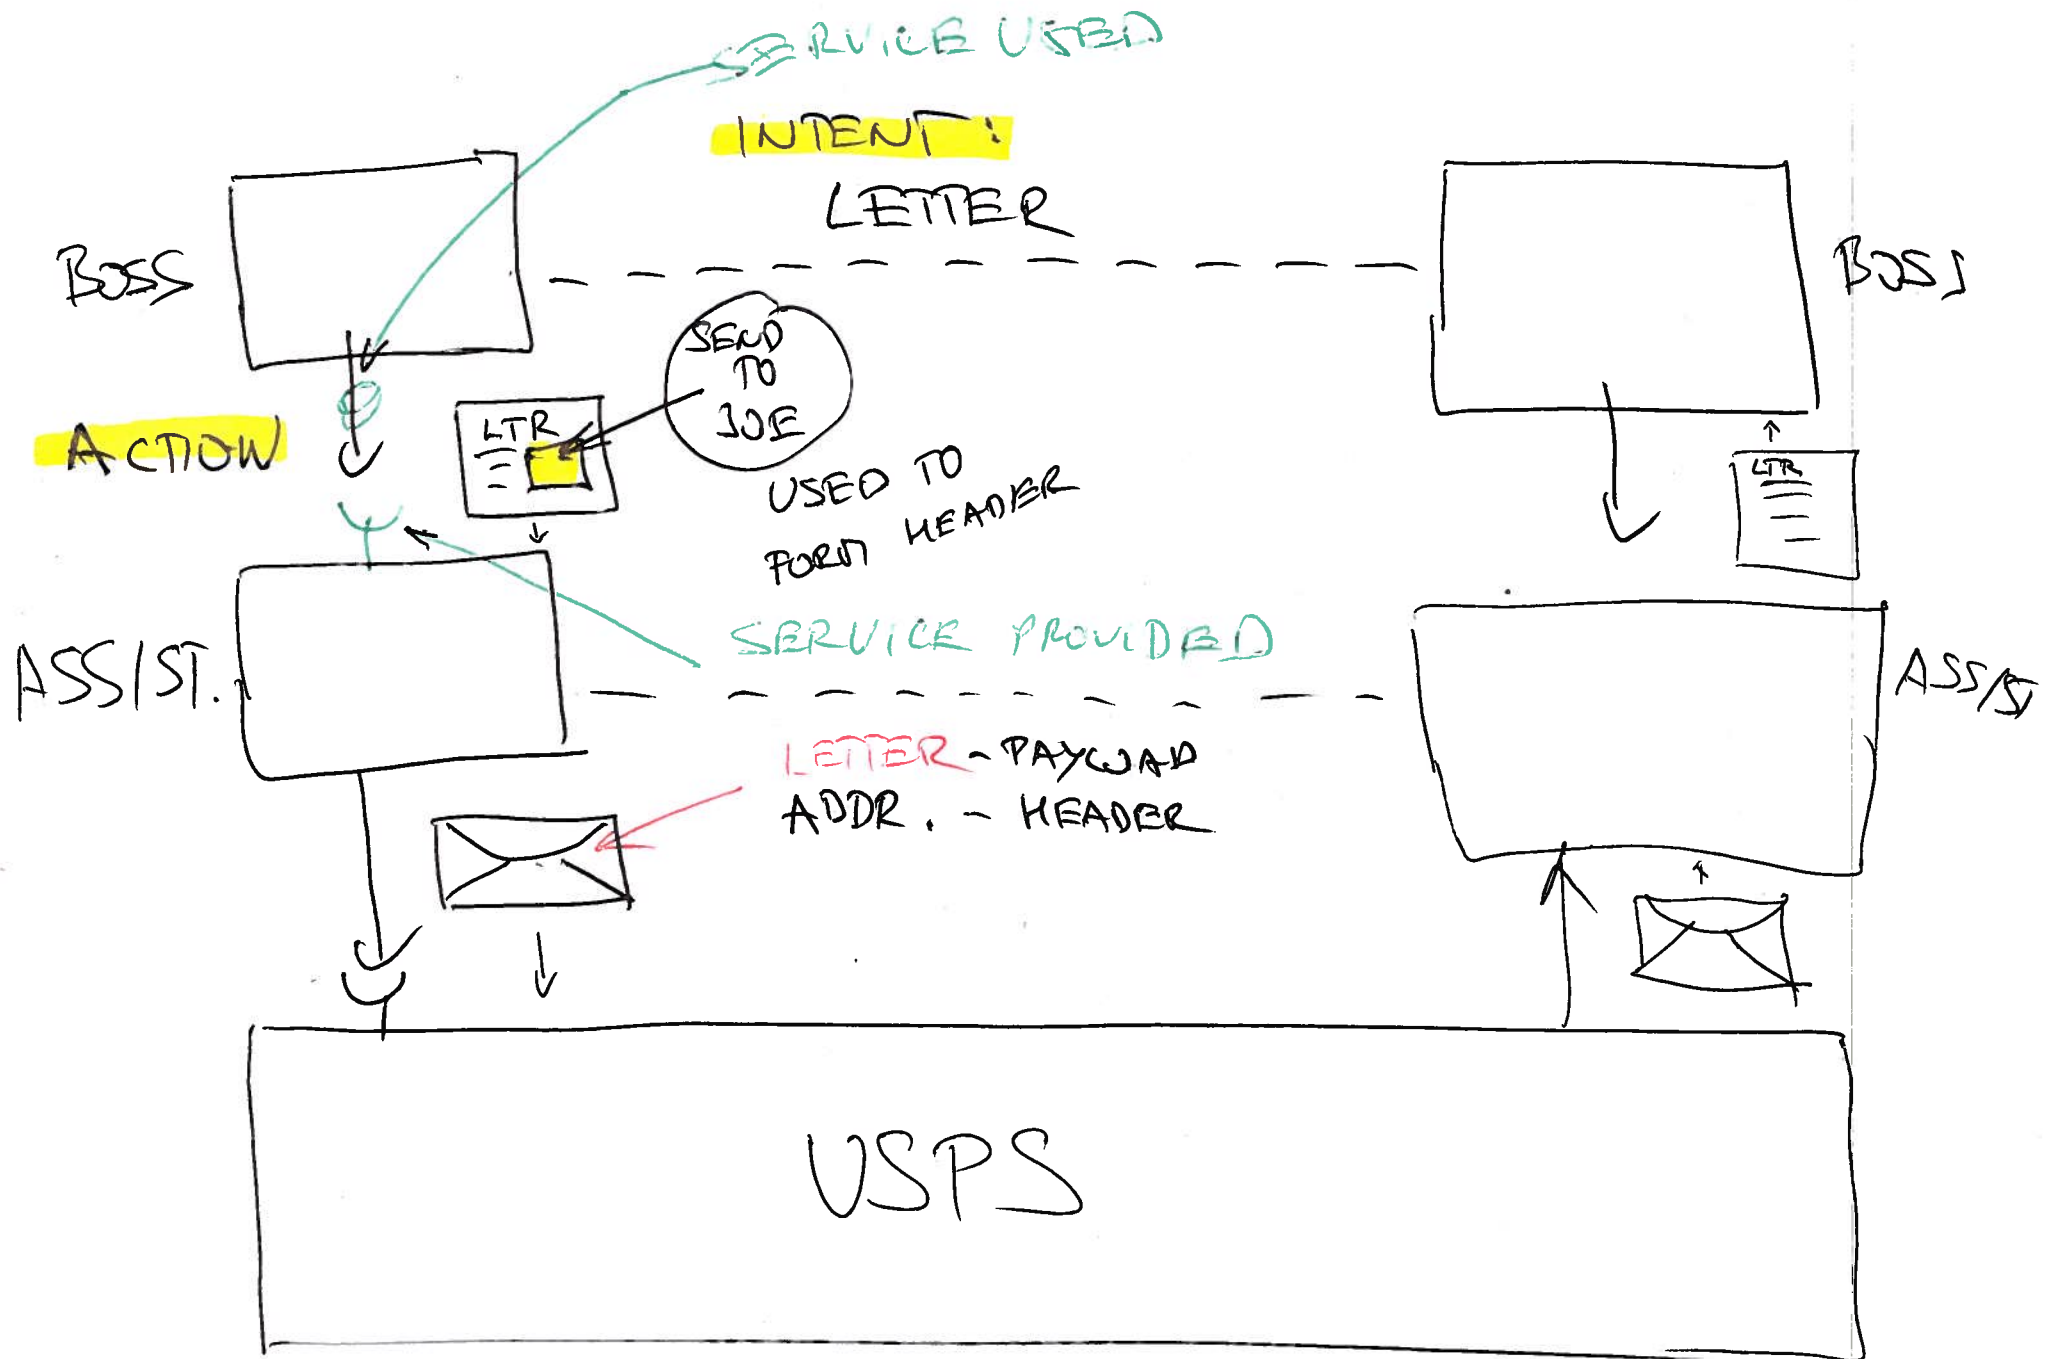 SERVICE USED
INTENT:
LETTER
BOSS
BOSS
SEND
TO
JOE
ACTION
LTR
LTR
USED TO
FORM HEADER
SERVICE PROVIDED
ASSIST.
ASSIST
LETTER - PAYLOAD
ADDR. - HEADER
USPS